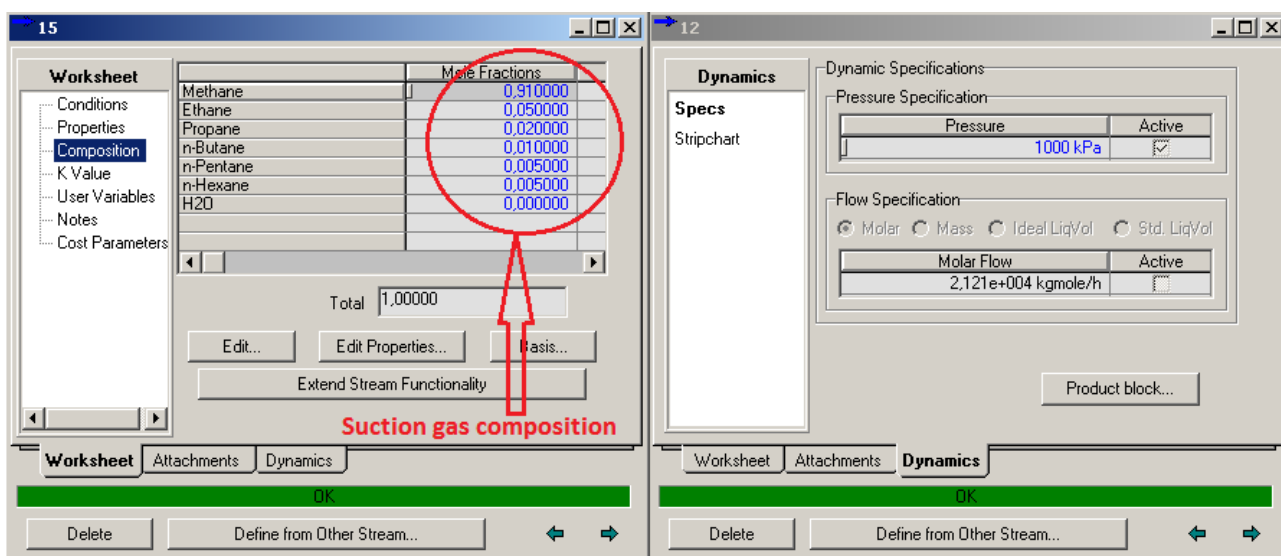 15
Worksheet
Conditions
Properties
Composition
K Value
User Variables
Notes
Cost Parameters
Mole Fractions
Methane 0,910000
Ethane 0,050000
Propane 0,020000
n-Butane 0,010000
n-Pentane 0,005000
n-Hexane 0,005000
H2O 0,000000
Total 1,00000
Edit... Edit Properties... Basis...
Extend Stream Functionality
Suction gas composition
Worksheet Attachments Dynamics
OK
Delete Define from Other Stream...
12
Dynamics
Specs
Stripchart
Dynamic Specifications
Pressure Specification
Pressure Active
1000 kPa
Flow Specification
Molar Mass Ideal LiqVol Std. LiqVol
Molar Flow Active
2,121e+004 kgmole/h
Product block...
Worksheet Attachments Dynamics
OK
Delete Define from Other Stream...